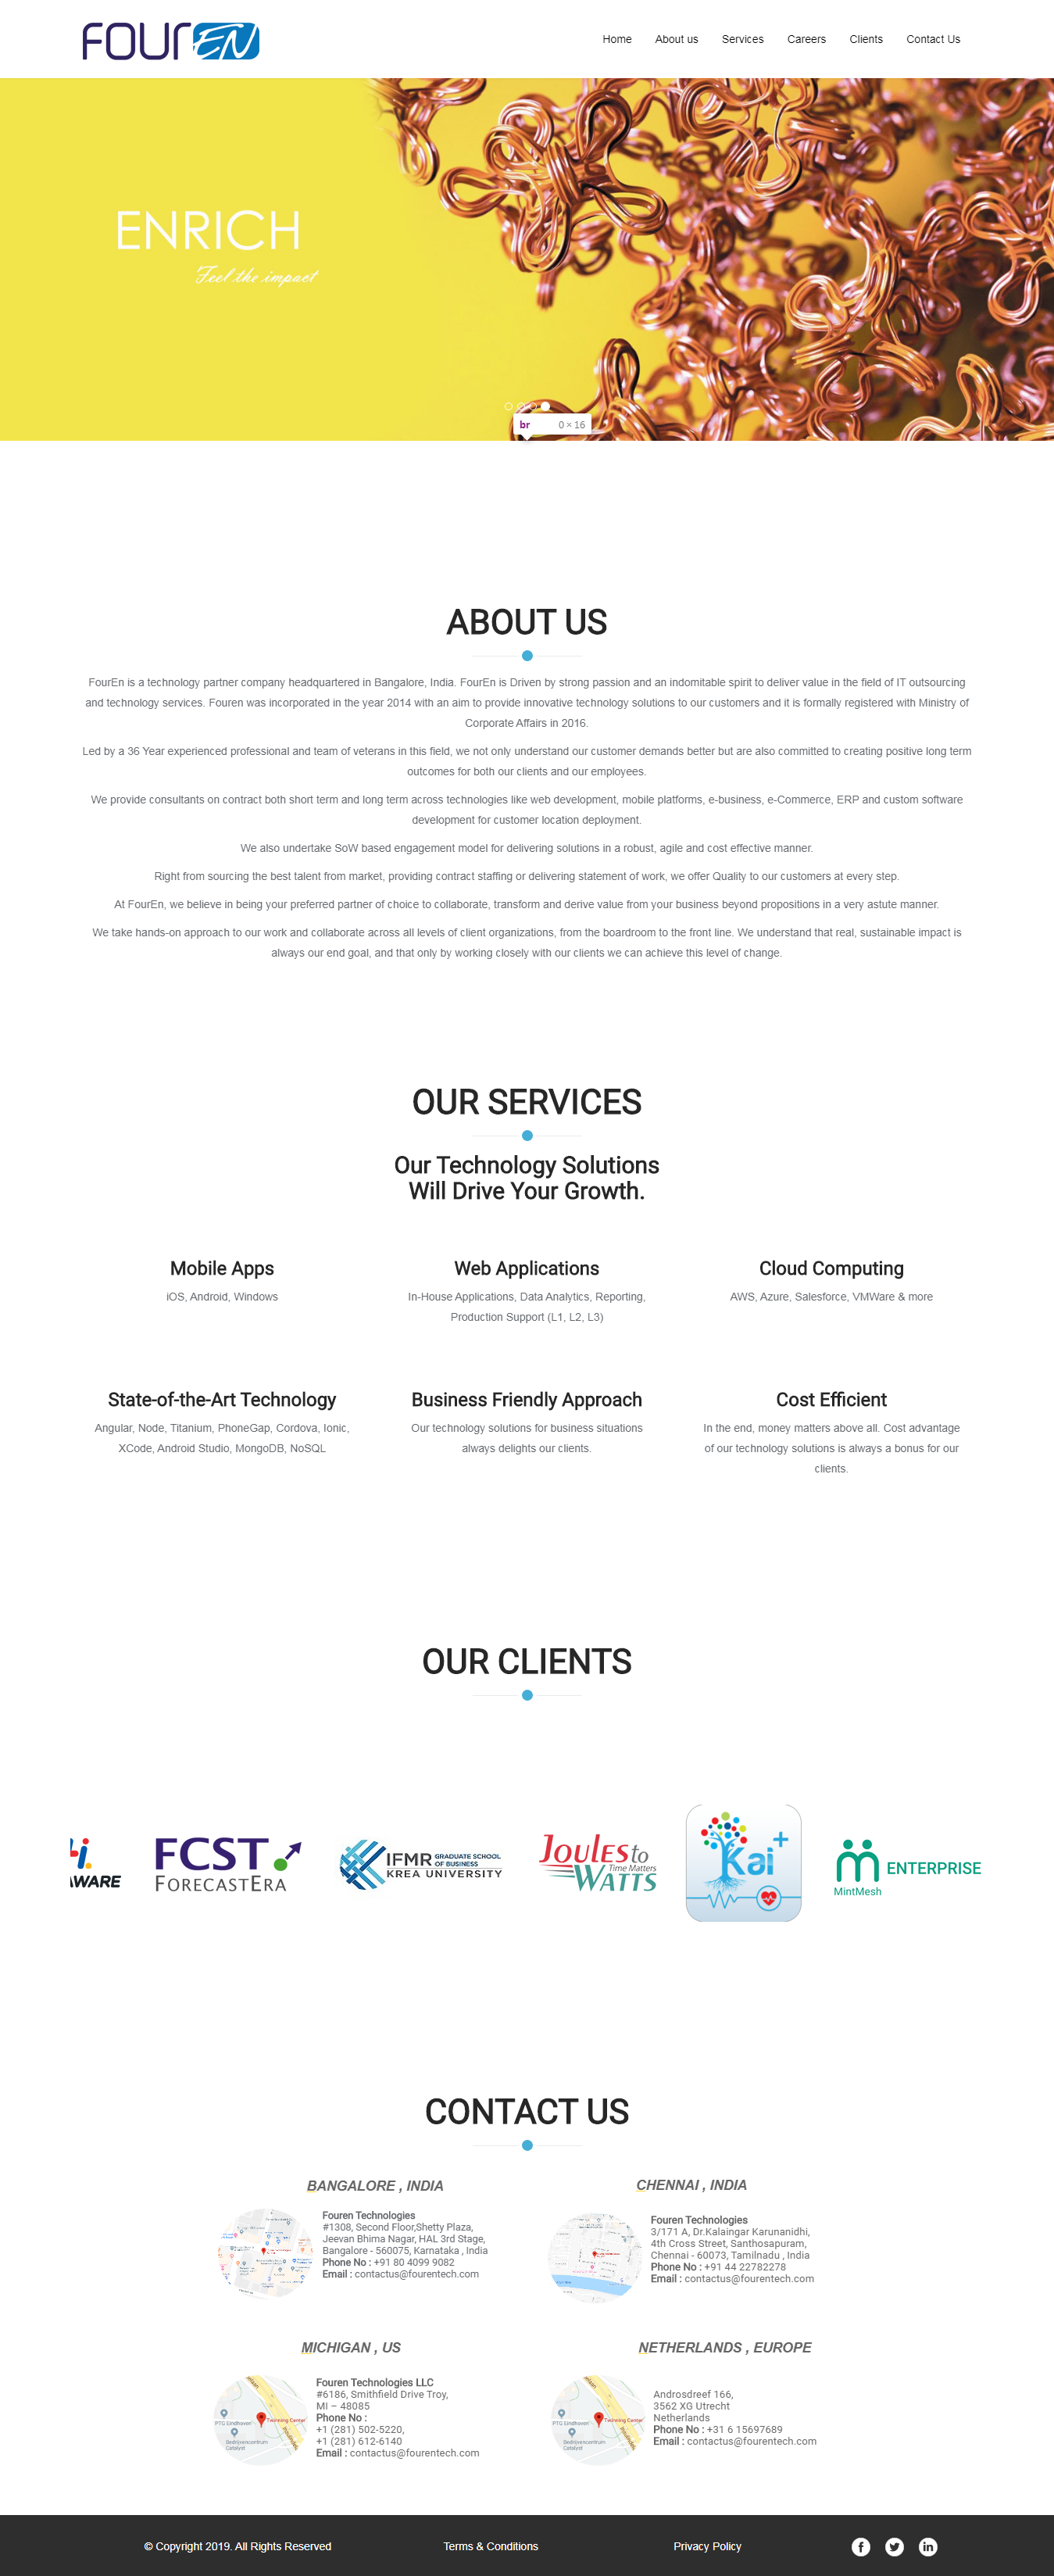 FOUrEN
Home About us Services Careers Clients Contact Us
ENRICH
Feel the impact
br 0 × 16
ABOUT US
FourEn is a technology partner company headquartered in Bangalore, India. FourEn is Driven by strong passion and an indomitable spirit to deliver value in the field of IT outsourcing
and technology services. Fouren was incorporated in the year 2014 with an aim to provide innovative technology solutions to our customers and it is formally registered with Ministry of
Corporate Affairs in 2016.
Led by a 36 Year experienced professional and team of veterans in this field, we not only understand our customer demands better but are also committed to creating positive long term
outcomes for both our clients and our employees.
We provide consultants on contract both short term and long term across technologies like web development, mobile platforms, e-business, e-Commerce, ERP and custom software
development for customer location deployment.
We also undertake SoW based engagement model for delivering solutions in a robust, agile and cost effective manner.
Right from sourcing the best talent from market, providing contract staffing or delivering statement of work, we offer Quality to our customers at every step.
At FourEn, we believe in being your preferred partner of choice to collaborate, transform and derive value from your business beyond propositions in a very astute manner.
We take hands-on approach to our work and collaborate across all levels of client organizations, from the boardroom to the front line. We understand that real, sustainable impact is
always our end goal, and that only by working closely with our clients we can achieve this level of change.
OUR SERVICES
Our Technology Solutions
Will Drive Your Growth.
Mobile Apps
iOS, Android, Windows
Web Applications
In-House Applications, Data Analytics, Reporting,
Production Support (L1, L2, L3)
Cloud Computing
AWS, Azure, Salesforce, VMWare & more
State-of-the-Art Technology
Angular, Node, Titanium, PhoneGap, Cordova, Ionic,
XCode, Android Studio, MongoDB, NoSQL
Business Friendly Approach
Our technology solutions for business situations
always delights our clients.
Cost Efficient
In the end, money matters above all. Cost advantage
of our technology solutions is always a bonus for our
clients.
OUR CLIENTS
WARE
FCST
FORECASTERA
IFMR GRADUATE SCHOOL
OF BUSINESS
KREA UNIVERSITY
Joules to
Time Matters
WATTS
Kai+
ENTERPRISE
MintMesh
CONTACT US
BANGALORE , INDIA
Fouren Technologies
#1308, Second Floor,Shetty Plaza,
Jeevan Bhima Nagar, HAL 3rd Stage,
Bangalore - 560075, Karnataka , India
Phone No : +91 80 4099 9082
Email : contactus@fourentech.com
CHENNAI , INDIA
Fouren Technologies
3/171 A, Dr.Kalaingar Karunanidhi,
4th Cross Street, Santhosapuram,
Chennai - 60073, Tamilnadu , India
Phone No : +91 44 22782278
Email : contactus@fourentech.com
MICHIGAN , US
PTG Eindhoven
Twinning Center
Bedrijvencentrum
Catalyst
Fouren Technologies LLC
#6186, Smithfield Drive Troy,
MI – 48085
Phone No :
+1 (281) 502-5220,
+1 (281) 612-6140
Email : contactus@fourentech.com
NETHERLANDS , EUROPE
PTG Eindhoven
Twinning Center
Bedrijvencentrum
Catalyst
Androsdreef 166,
3562 XG Utrecht
Netherlands
Phone No : +31 6 15697689
Email : contactus@fourentech.com
© Copyright 2019. All Rights Reserved
Terms & Conditions
Privacy Policy